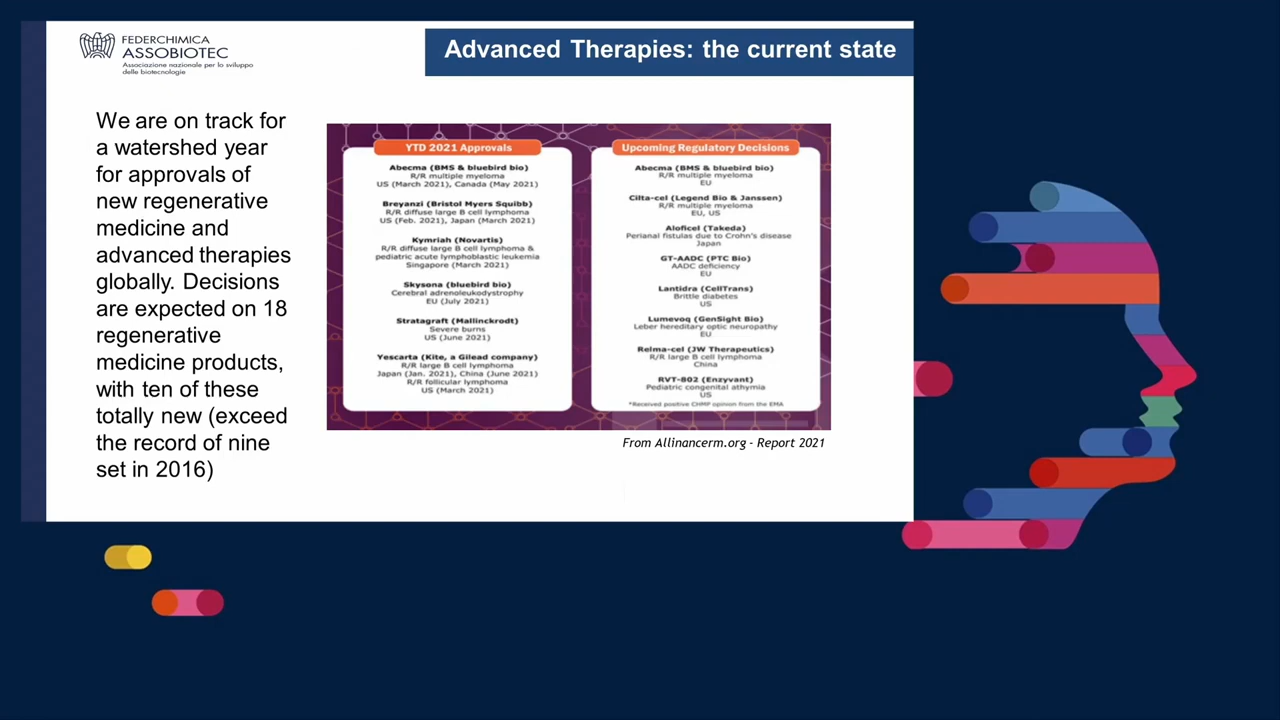 FEDERCHIMICA
ASSOBIOTEC
Associazione nazionale per lo sviluppo
delle biotecnologie
Advanced Therapies: the current state
We are on track for
a watershed year
for approvals of
new regenerative
medicine and
advanced therapies
globally. Decisions
are expected on 18
regenerative
medicine products,
with ten of these
totally new (exceed
the record of nine
set in 2016)
YTD 2021 Approvals
Abecma (BMS & bluebird bio)
R/R multiple myeloma
US (March 2021), Canada (May 2021)
Breyanzi (Bristol Myers Squibb)
R/R diffuse large B cell lymphoma
US (Feb. 2021), Japan (March 2021)
Kymriah (Novartis)
R/R diffuse large B cell lymphoma &
pediatric acute lymphoblastic leukemia
Singapore (March 2021)
Skysona (bluebird bio)
Cerebral adrenoleukodystrophy
EU (July 2021)
Stratagraft (Mallinckrodt)
Severe burns
US (June 2021)
Yescarta (Kite, a Gilead company)
R/R large B cell lymphoma
Japan (Jan. 2021), China (June 2021)
R/R follicular lymphoma
US (March 2021)
Upcoming Regulatory Decisions
Abecma (BMS & bluebird bio)
R/R multiple myeloma
EU
Cilta-cel (Legend Bio & Janssen)
R/R multiple myeloma
EU, US
Aloficel (Takeda)
Perianal fistulas due to Crohn's disease
Japan
GT-AADC (PTC Bio)
AADC deficiency
EU
Lantidra (CellTrans)
Brittle diabetes
US
Lumevoq (GenSight Bio)
Leber hereditary optic neuropathy
EU
Relma-cel (JW Therapeutics)
R/R large B cell lymphoma
China
RVT-802 (Enzyvant)
Pediatric congenital athymia
US
*Received positive CHMP opinion from the EMA
From Allinancerm.org - Report 2021